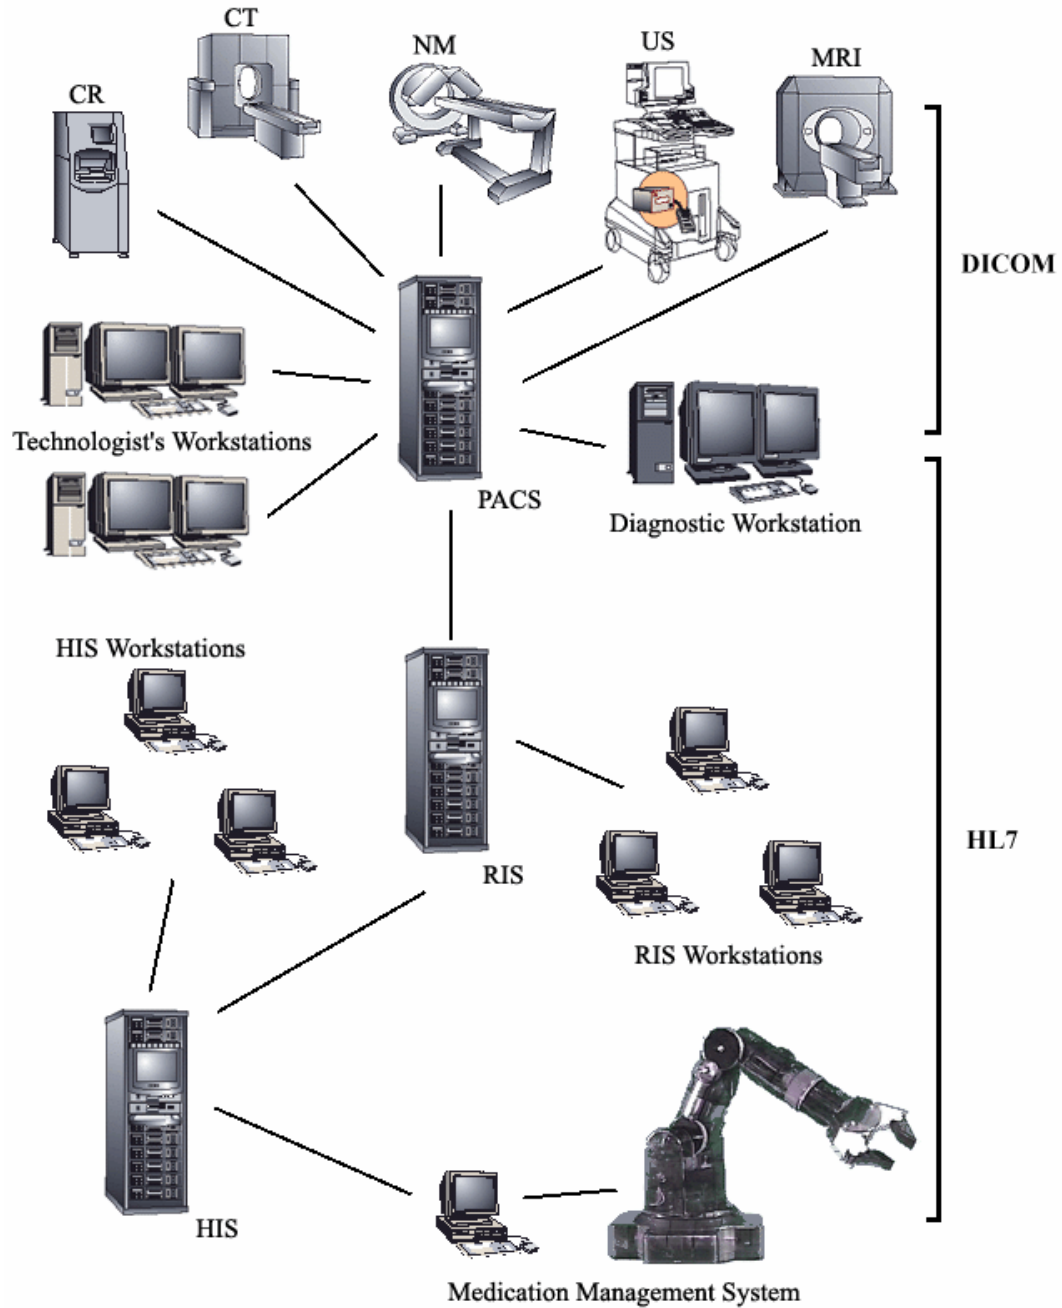 CT
NM
US
MRI
CR
DICOM
Technologist's Workstations
PACS
Diagnostic Workstation
HIS Workstations
HL7
RIS
RIS Workstations
HIS
Medication Management System